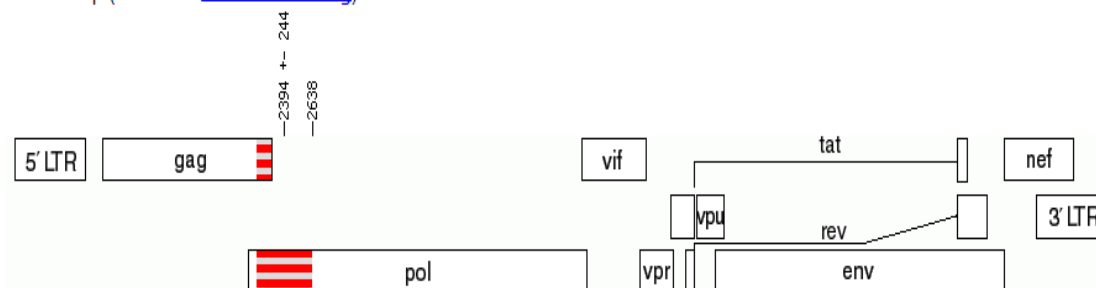 2394 +- 244
2638
5´ LTR
gag
vif
tat
nef
vpu
rev
3´ LTR
pol
vpr
env